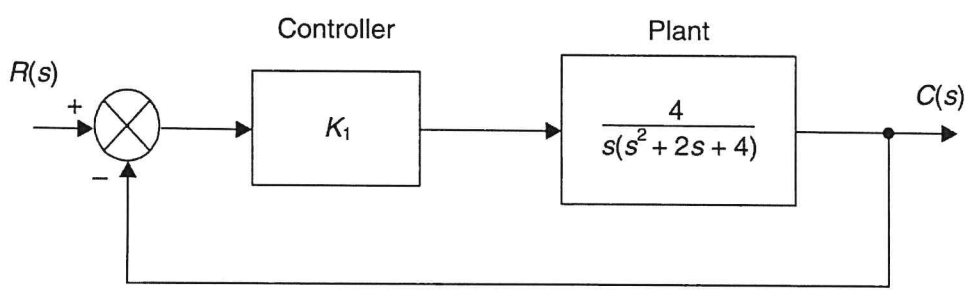 Controller
Plant
R(s)
C(s)
+
K₁
4
s(s² + 2s + 4)
−